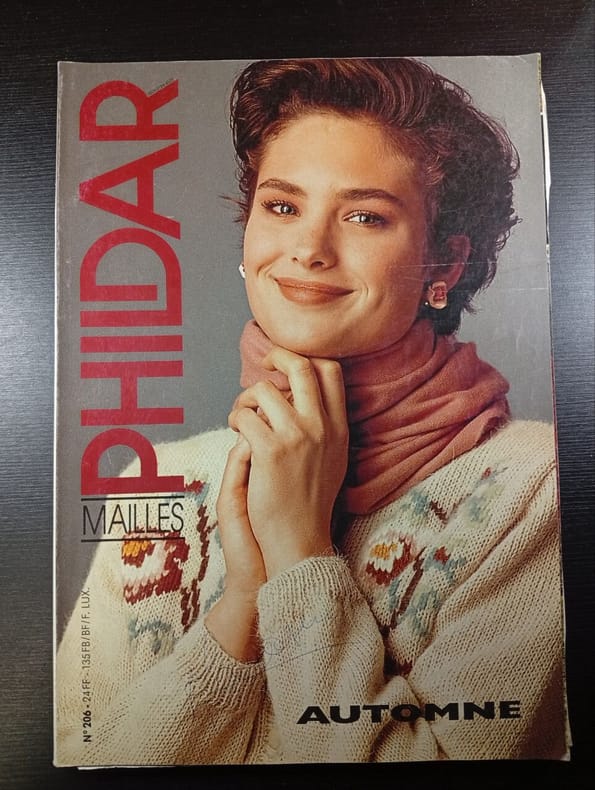 PHILDAR
MAILLES
N° 206 - 24 FF - 135 FB/BF/F. LUX.
AUTOMNE